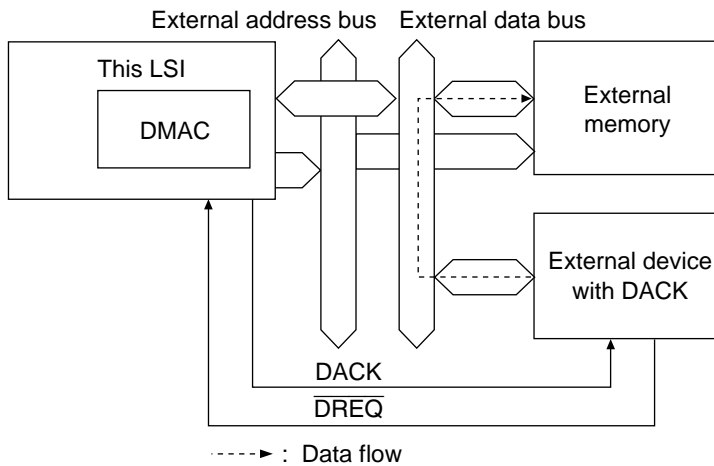 External address bus
External data bus
This LSI
DMAC
External
memory
External device
with DACK
DACK
DREQ
: Data flow